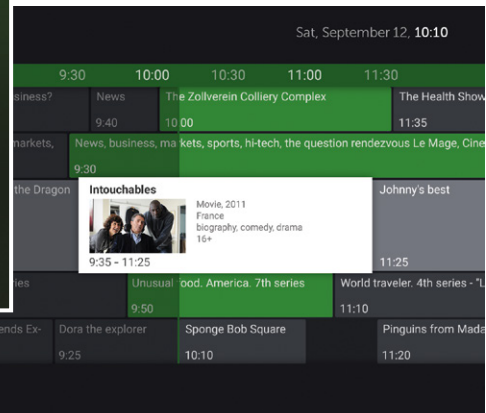 Sat, September 12, 10:10
9:30 10:00 10:30 11:00 11:30
siness? News The Zollverein Colliery Complex The Health Show
9:40 10:00 11:35
markets, News, business, markets, sports, hi-tech, the question rendezvous Le Mage, Cine
9:30
the Dragon Intouchables Johnny's best
Movie, 2011
France
biography, comedy, drama
16+
9:35 - 11:25 11:25
ies Unusual food. America. 7th series World traveler. 4th series - "L
9:50 11:10
ends Ex- Dora the explorer Sponge Bob Square Pinguins from Mada
9:25 10:10 11:20